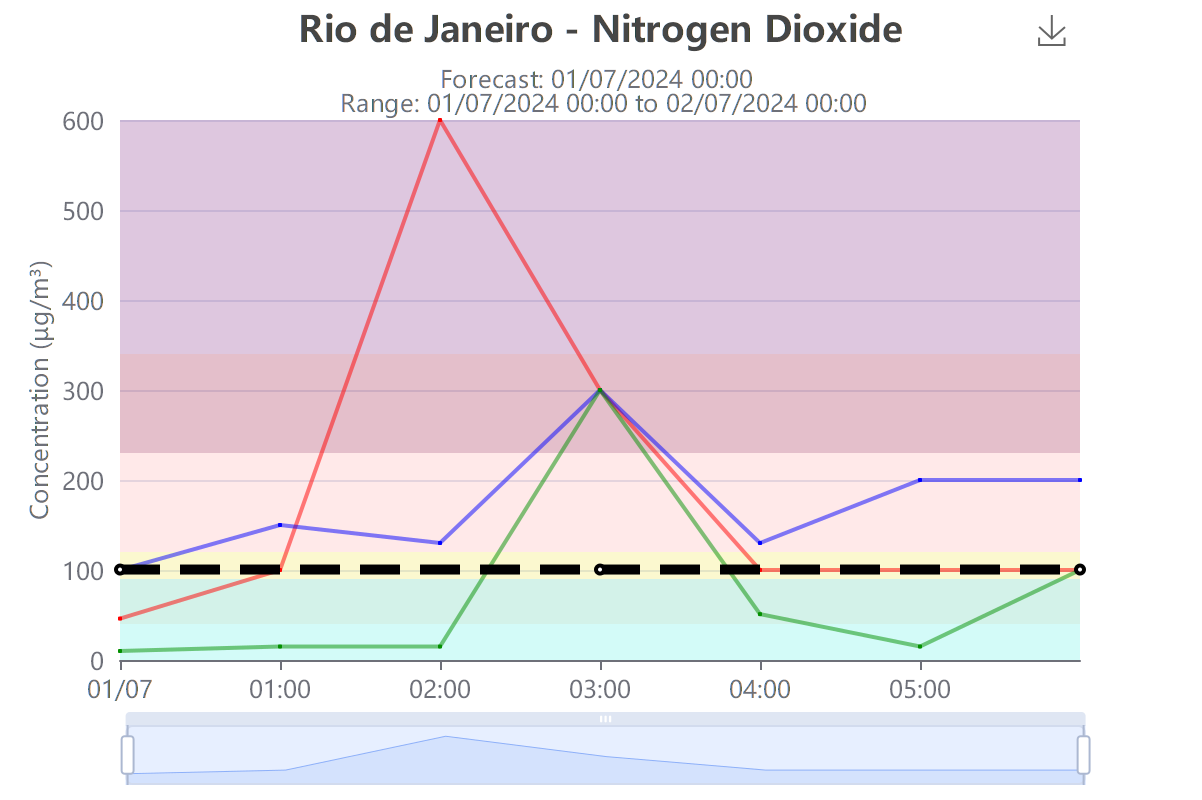 Rio de Janeiro - Nitrogen Dioxide
Forecast: 01/07/2024 00:00
Range: 01/07/2024 00:00 to 02/07/2024 00:00
Concentration (µg/m³)
600
500
400
300
200
100
0
01/07 01:00 02:00 03:00 04:00 05:00